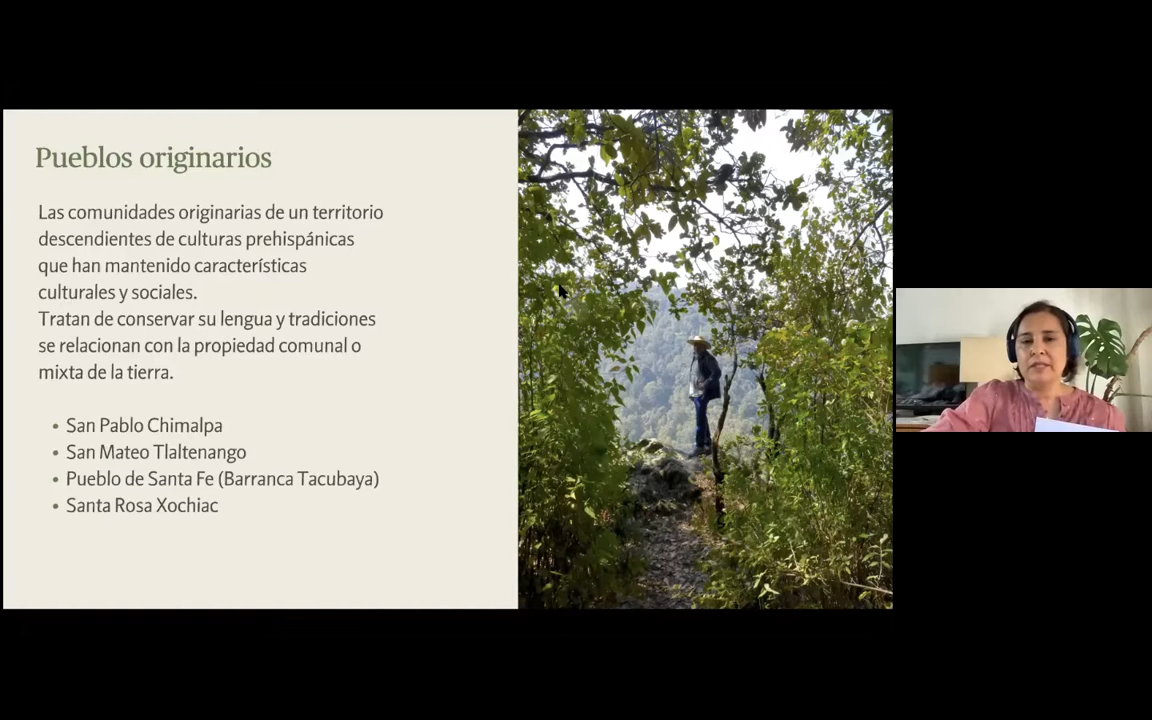 Pueblos originarios
Las comunidades originarias de un territorio
descendientes de culturas prehispánicas
que han mantenido características
culturales y sociales.
Tratan de conservar su lengua y tradiciones
se relacionan con la propiedad comunal o
mixta de la tierra.
• San Pablo Chimalpa
• San Mateo Tlaltenango
• Pueblo de Santa Fe (Barranca Tacubaya)
• Santa Rosa Xochiac